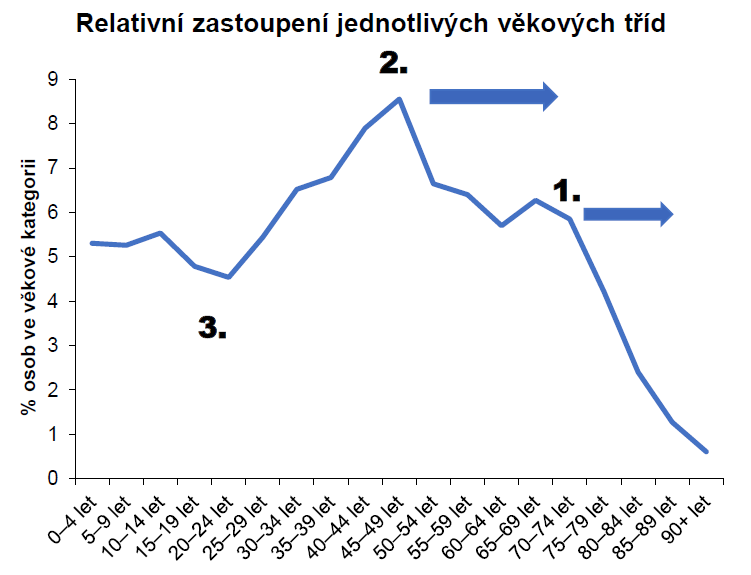 Relativní zastoupení jednotlivých věkových tříd
2.
1.
3.
% osob ve věkové kategorii
9
8
7
6
5
4
3
2
1
0
0–4 let
5–9 let
10–14 let
15–19 let
20–24 let
25–29 let
30–34 let
35–39 let
40–44 let
45–49 let
50–54 let
55–59 let
60–64 let
65–69 let
70–74 let
75–79 let
80–84 let
85–89 let
90+ let